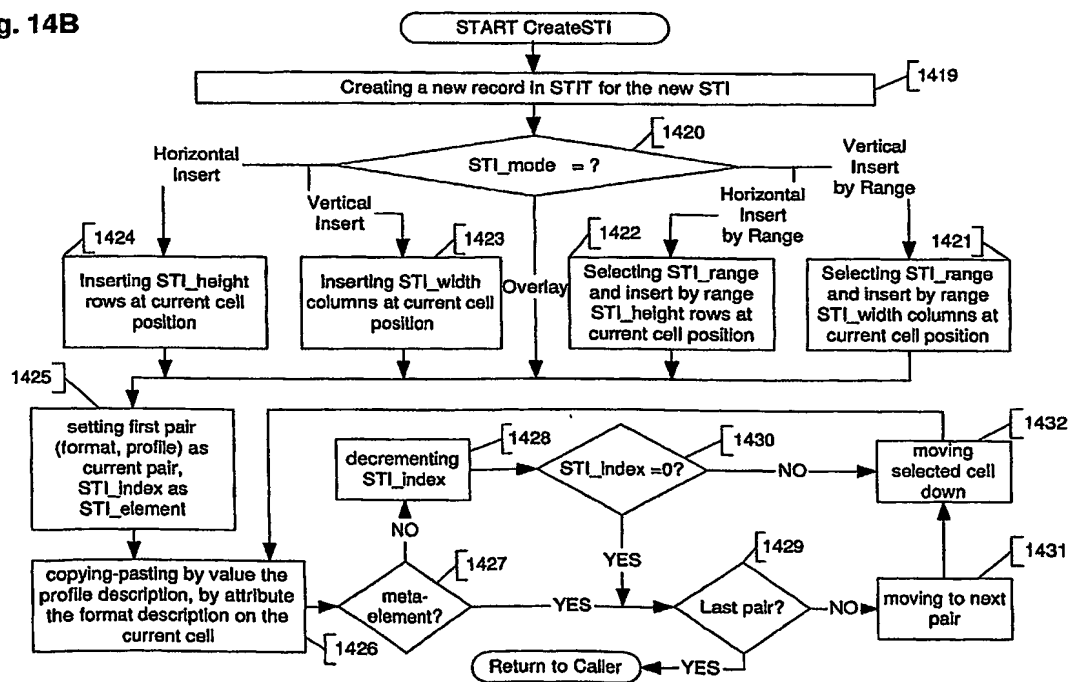 g. 14B
START CreateSTI
Creating a new record in STIT for the new STI
1419
1420
STI_mode = ?
Horizontal
Insert
Vertical
Insert
Overlay
Horizontal
Insert
by Range
Vertical
Insert
by Range
1424
Inserting STI_height
rows at current cell
position
1423
Inserting STI_width
columns at current cell
position
1422
Selecting STI_range
and insert by range
STI_height rows at
current cell position
1421
Selecting STI_range
and insert by range
STI_width columns at
current cell position
1425
setting first pair
(format, profile) as
current pair,
STI_index as
STI_element
1428
decrementing
STI_index
1430
STI_index =0?
NO
1432
moving
selected cell
down
NO
YES
copying-pasting by value the
profile description, by attribute
the format description on the
current cell
1426
1427
meta-
element?
YES
1429
Last pair?
NO
1431
moving to next
pair
YES
Return to Caller